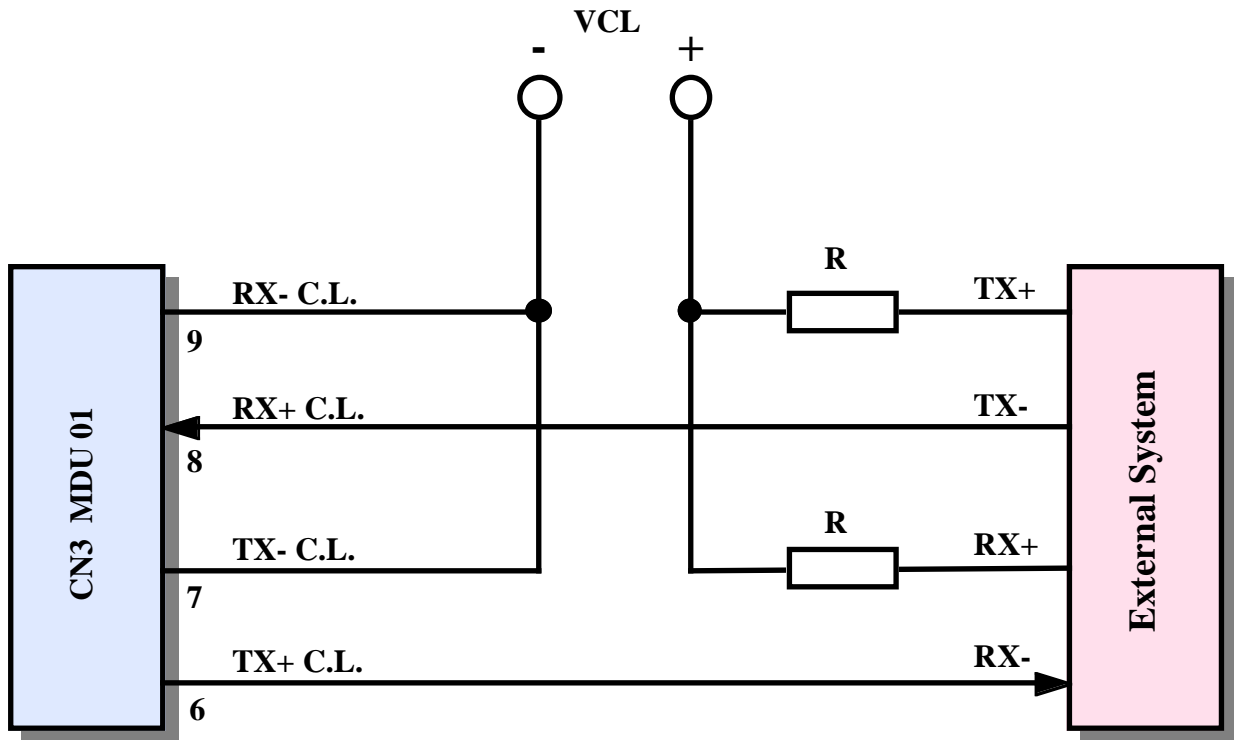 VCL
- +
R
RX- C.L. TX+
9
RX+ C.L. TX-
8
R
TX- C.L. RX+
7
TX+ C.L. RX-
6
CN3 MDU 01
External System